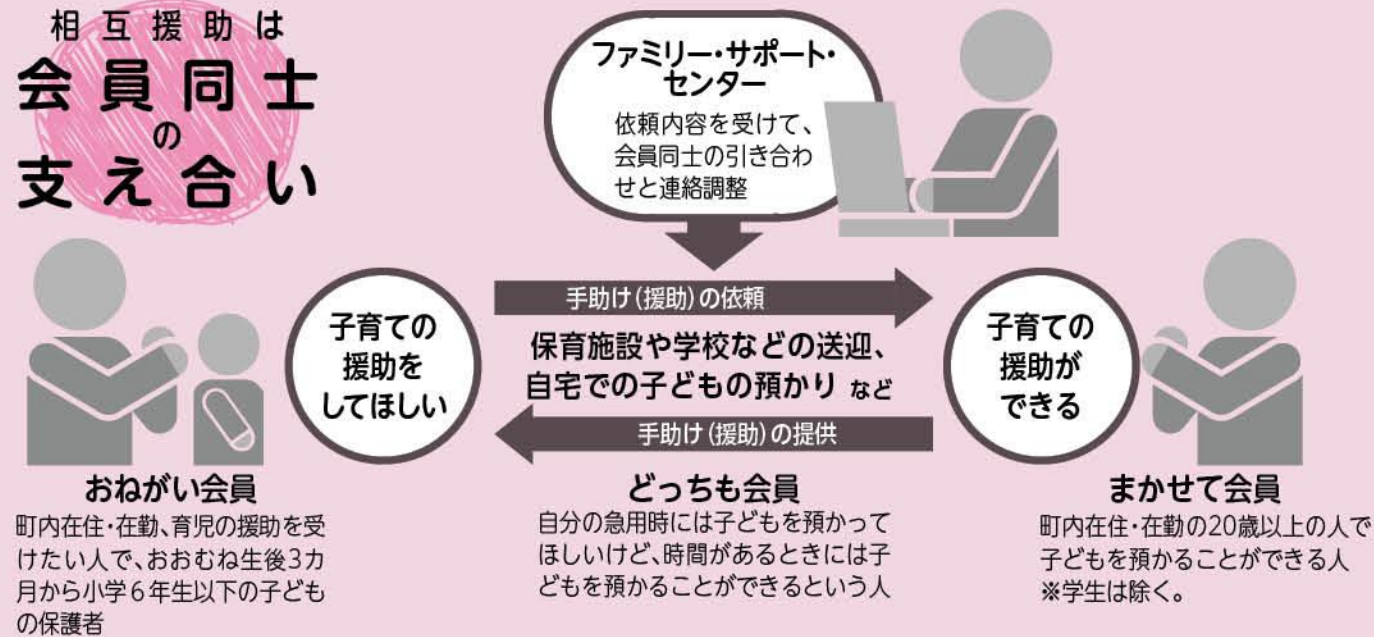 相互援助は
会員同士
の
支え合い
ファミリー・サポート・
センター
依頼内容を受けて、
会員同士の引き合わ
せと連絡調整
子育ての
援助を
してほしい
手助け(援助)の依頼
保育施設や学校などの送迎、
自宅での子どもの預かり など
手助け(援助)の提供
子育ての
援助が
できる
おねがい会員
町内在住・在勤、育児の援助を受
けたい人で、おおむね生後3カ
月から小学6年生以下の子ども
の保護者
どっちも会員
自分の急用時には子どもを預かって
ほしいけど、時間があるときには子
どもを預かることができるという人
まかせて会員
町内在住・在勤の20歳以上の人で
子どもを預かることができる人
※学生は除く。